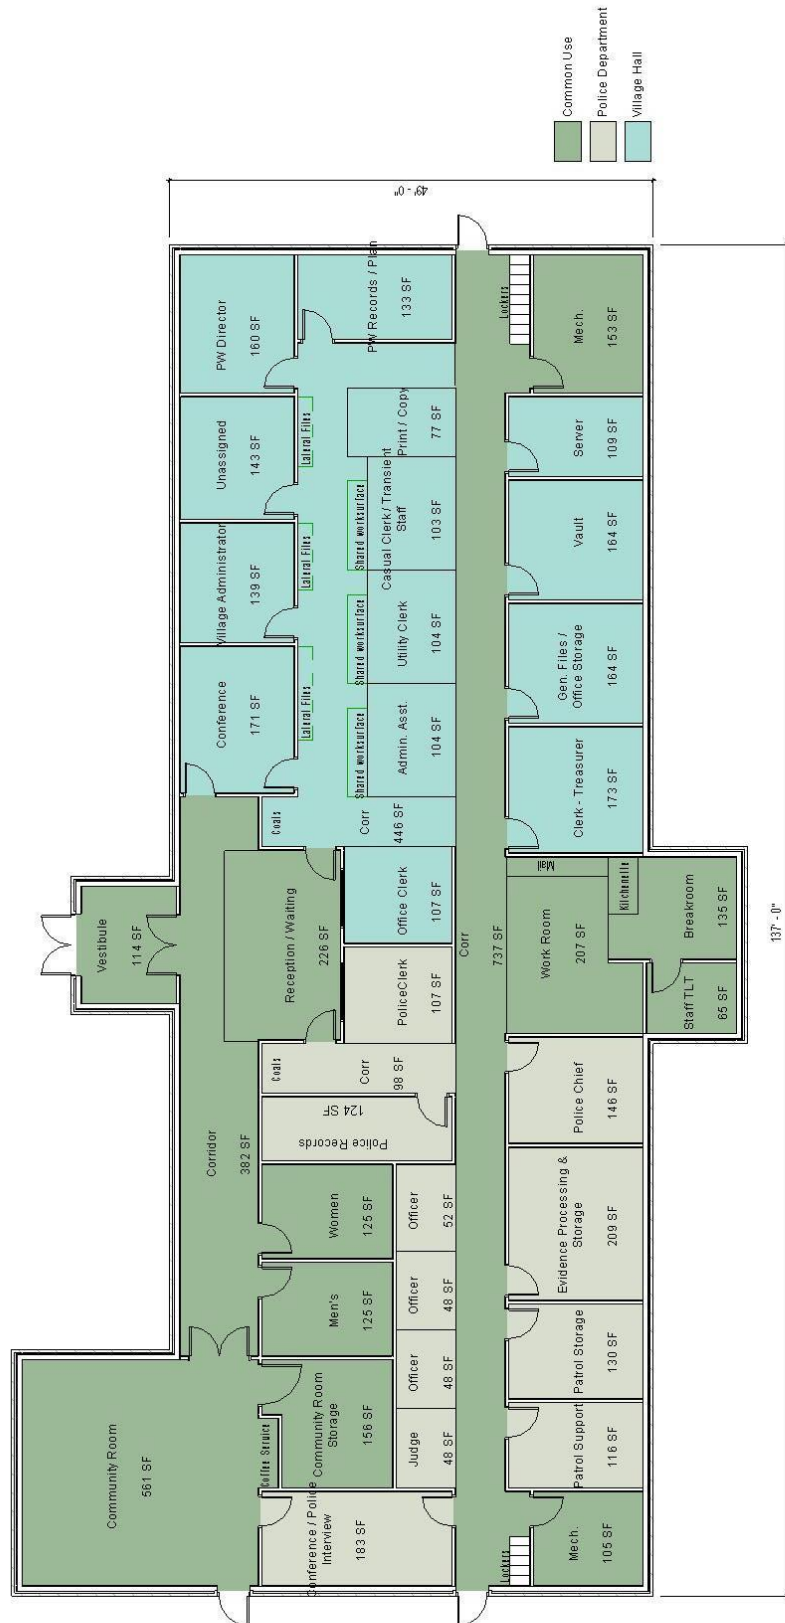 Common Use
Police Department
Village Hall
49' - 0"
137' - 0"
PW Director
160 SF
PW Records / Plan
133 SF
Lockers
Mech.
153 SF
Unassigned
143 SF
Lateral Files
Print / Copy
77 SF
Server
109 SF
Village Administrator
139 SF
Lateral Files
Shared worksurface
Casual Clerk / Transient
Staff
103 SF
Vault
164 SF
Conference
171 SF
Lateral Files
Shared worksurface
Utility Clerk
104 SF
Gen. Files /
Office Storage
164 SF
Shared worksurface
Admin. Asst.
104 SF
Clerk - Treasurer
173 SF
Coats
Corr
446 SF
Vestibule
114 SF
Reception / Waiting
226 SF
Office Clerk
107 SF
PoliceClerk
107 SF
Corr
737 SF
Mail
Work Room
207 SF
Kitchenette
Breakroom
135 SF
Staff TLT
65 SF
Coats
Corr
98 SF
Police Records
124 SF
Police Chief
146 SF
Corridor
382 SF
Women
125 SF
Officer
52 SF
Evidence Processing &
Storage
209 SF
Men's
125 SF
Officer
48 SF
Officer
48 SF
Patrol Storage
130 SF
Community Room
561 SF
Coffee Service
Community Room
Storage
156 SF
Judge
48 SF
Patrol Support
116 SF
Conference / Police
Interview
183 SF
Lockers
Mech.
105 SF